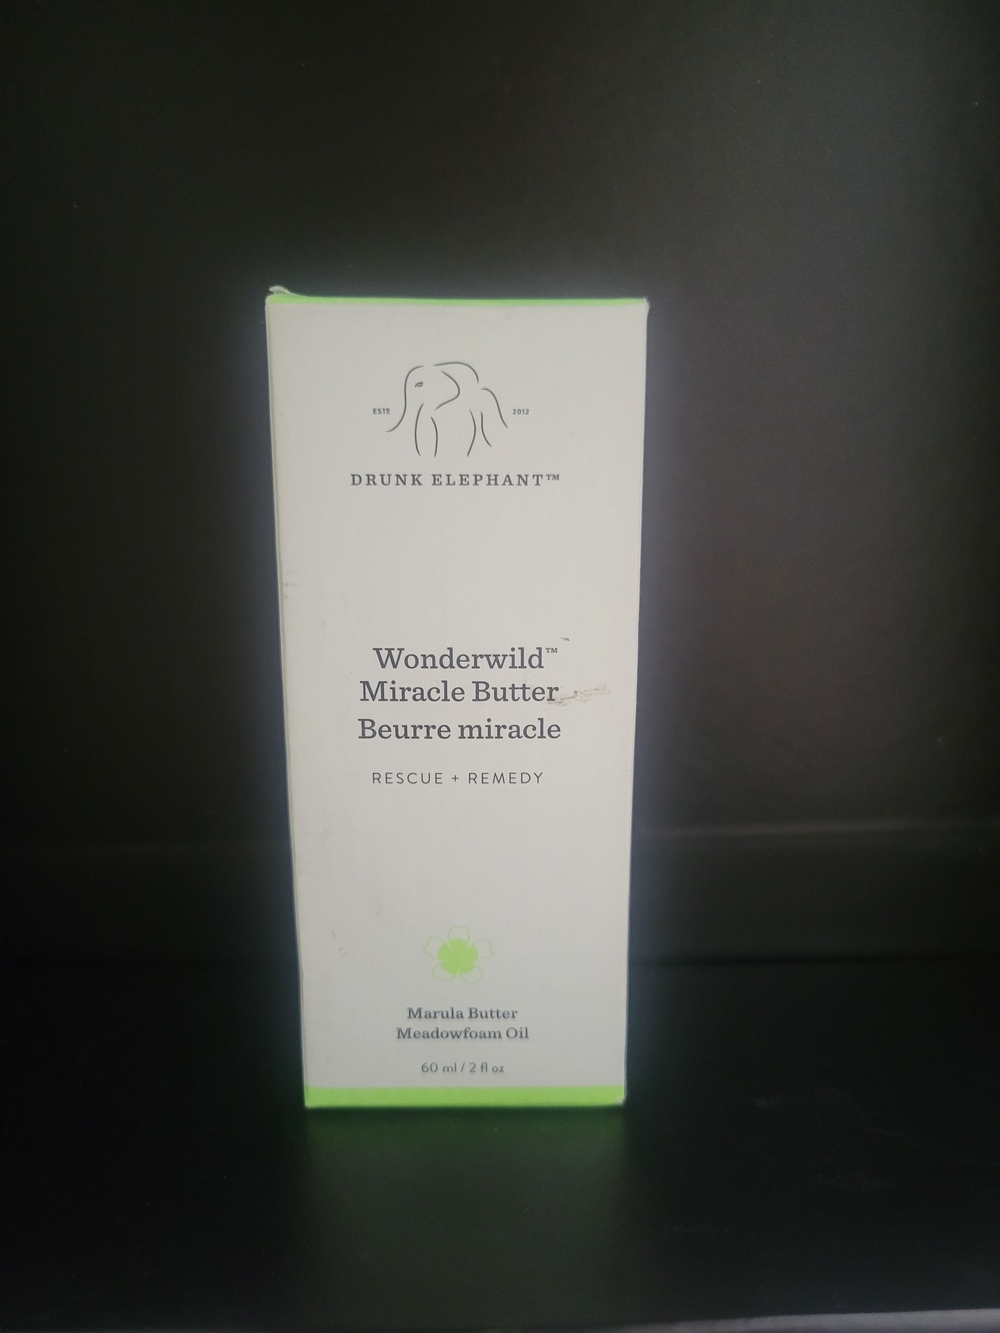 ESTD 2012
DRUNK ELEPHANT™
Wonderwild™
Miracle Butter
Beurre miracle
RESCUE + REMEDY
Marula Butter
Meadowfoam Oil
60 ml / 2 fl oz